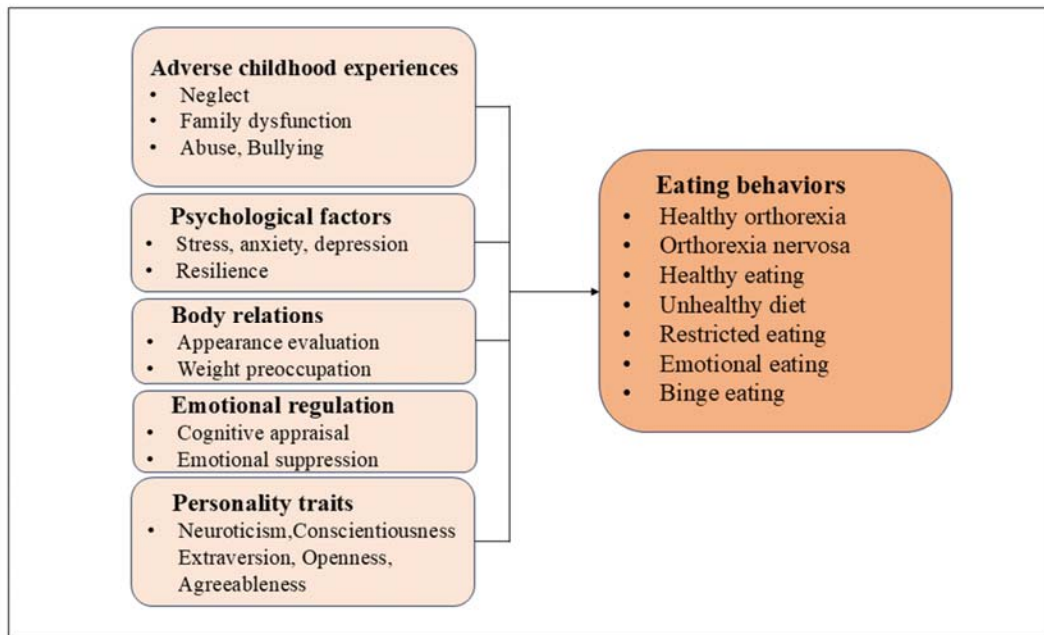 Adverse childhood experiences
• Neglect
• Family dysfunction
• Abuse, Bullying
Psychological factors
• Stress, anxiety, depression
• Resilience
Body relations
• Appearance evaluation
• Weight preoccupation
Emotional regulation
• Cognitive appraisal
• Emotional suppression
Personality traits
• Neuroticism,Conscientiousness
Extraversion, Openness,
Agreeableness
Eating behaviors
• Healthy orthorexia
• Orthorexia nervosa
• Healthy eating
• Unhealthy diet
• Restricted eating
• Emotional eating
• Binge eating